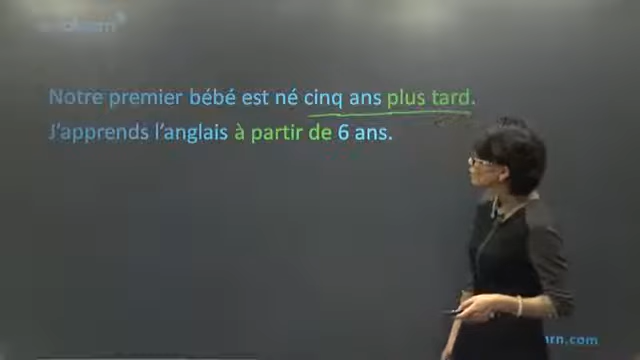 Notre premier bébé est né cinq ans plus tard.
J'apprends l'anglais à partir de 6 ans.